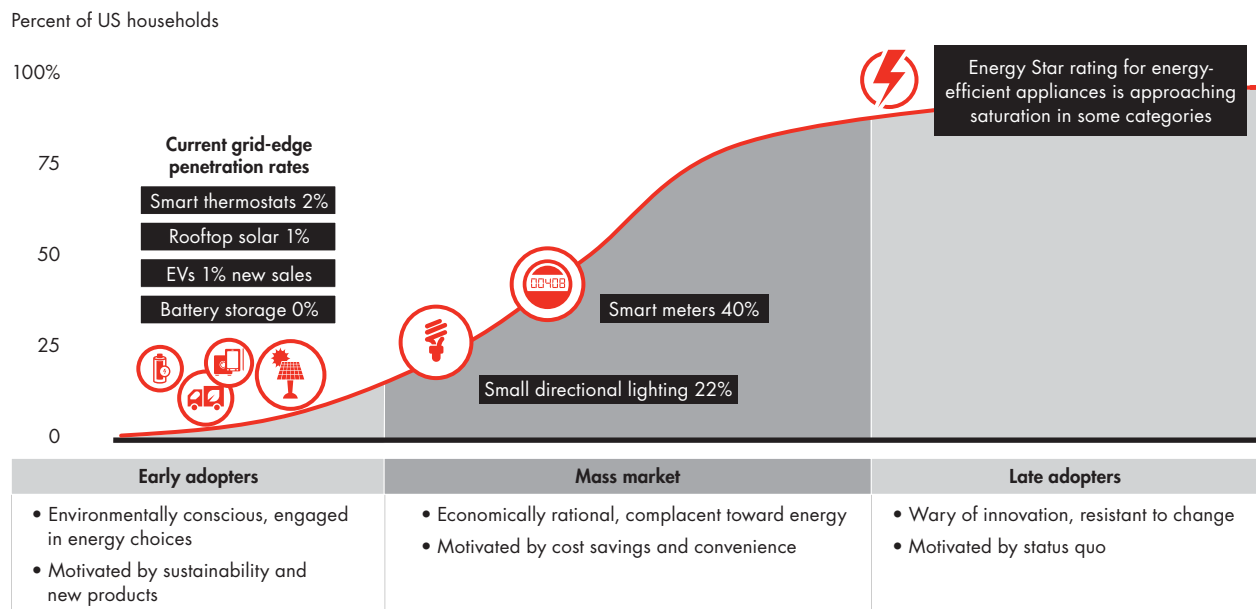 Percent of US households
100%
75
50
25
0
Current grid-edge
penetration rates
Smart thermostats 2%
Rooftop solar 1%
EVs 1% new sales
Battery storage 0%
00408
Smart meters 40%
Small directional lighting 22%
Energy Star rating for energy-
efficient appliances is approaching
saturation in some categories
Early adopters
• Environmentally conscious, engaged
in energy choices
• Motivated by sustainability and
new products
Mass market
• Economically rational, complacent toward energy
• Motivated by cost savings and convenience
Late adopters
• Wary of innovation, resistant to change
• Motivated by status quo